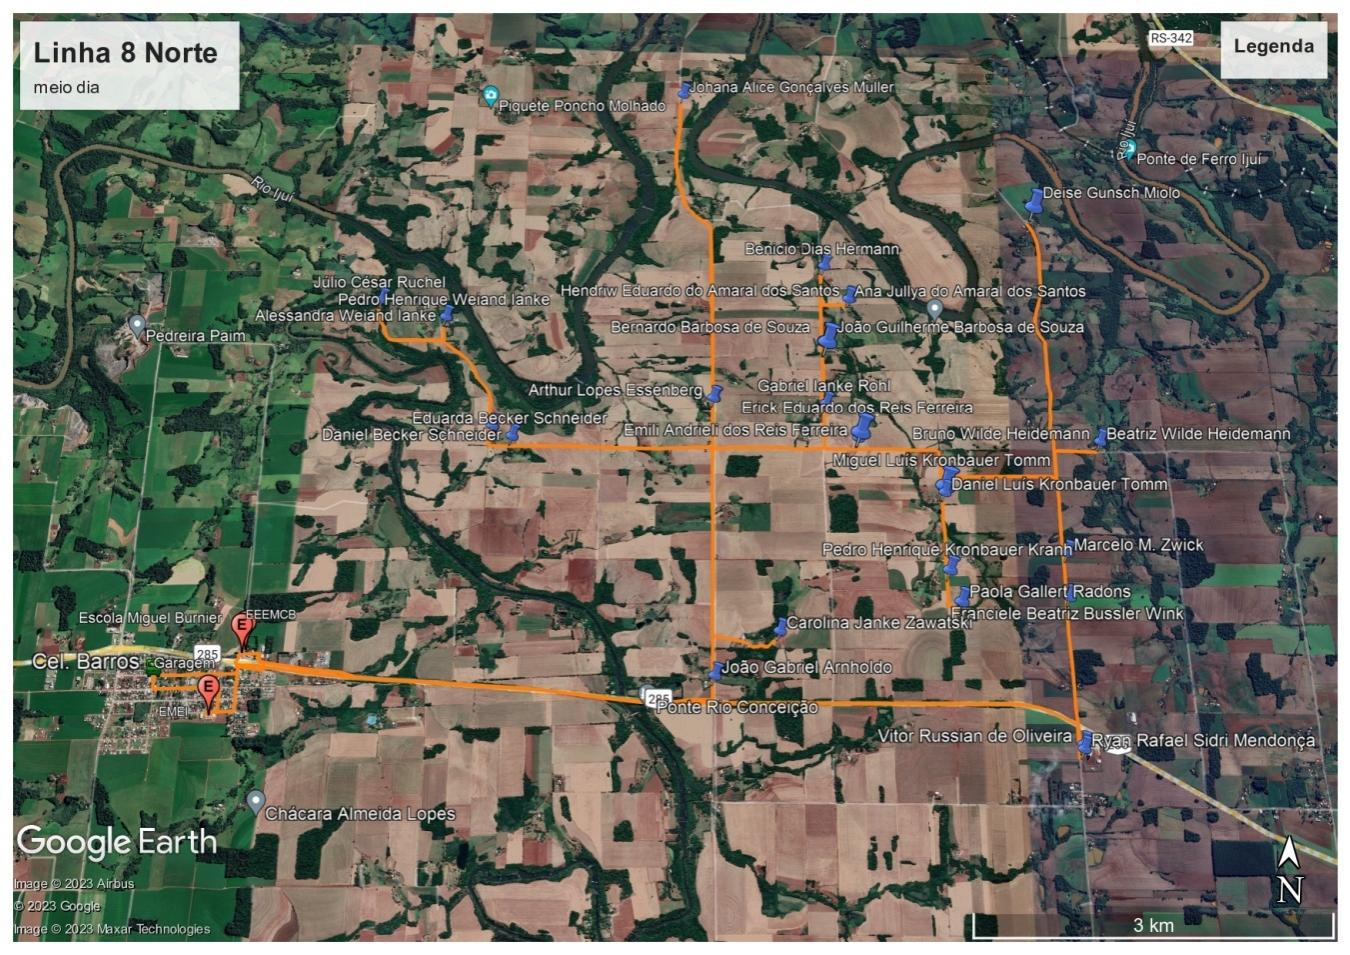 Linha 8 Norte
meio dia
Legenda
RS-342
Johana Alice Gonçalves Müller
Piquete Poncho Molhado
Rio Ijuí
Ponte de Ferro Ijuí
Deise Gunsch Miolo
Rio Ijuí
Benicio Dias Hermann
Júlio César Ruchel
Pedro Henrique Weiand Ianke
Alessandra Weiand Ianke
Hendriw Eduardo do Amaral dos Santos
Ana Jullya do Amaral dos Santos
Bernardo Barbosa de Souza
João Guilherme Barbosa de Souza
Pedreira Paim
Arthur Lopes Essenberg
Gabriel Ianke Rohl
Erick Eduardo dos Reis Ferreira
Eduarda Becker Schneider
Daniel Becker Schneider
Emili Andrieli dos Reis Ferreira
Bruno Wilde Heidemann
Beatriz Wilde Heidemann
Miguel Luís Kronbauer Tomm
Daniel Luís Kronbauer Tomm
Pedro Henrique Kronbauer Kranh
Marcelo M. Zwick
Paola Gallert Radons
Franciele Beatriz Bussler Wink
Escola Miguel Burnier
EEEMCB
E
Carolina Janke Zawatski
Cel. Barros
Garagem
285
João Gabriel Arnholdo
E
EMEI
285
Ponte Rio Conceição
Vitor Russian de Oliveira
Ryan Rafael Sidri Mendonça
Chácara Almeida Lopes
Google Earth
Image © 2023 Airbus
© 2023 Google
Image © 2023 Maxar Technologies
N
3 km